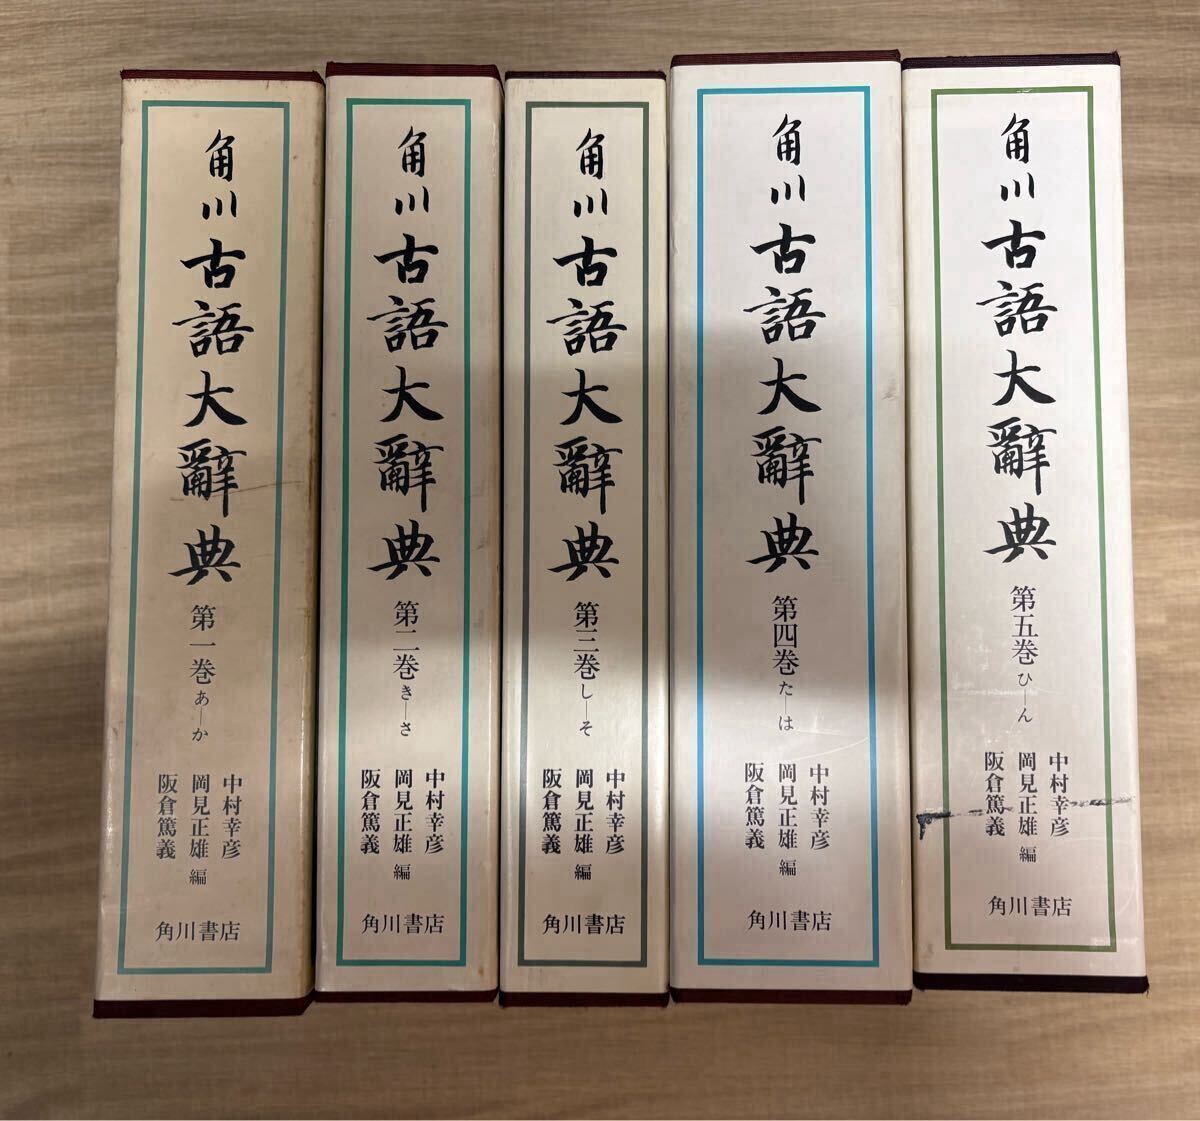 角川古語大辭典
第一巻あ―か
中村幸彦
岡見正雄編
阪倉篤義
角川書店
角川古語大辭典
第二巻き―さ
中村幸彦
岡見正雄編
阪倉篤義
角川書店
角川古語大辭典
第三巻し―そ
中村幸彦
岡見正雄編
阪倉篤義
角川書店
角川古語大辭典
第四巻た―は
中村幸彦
岡見正雄編
阪倉篤義
角川書店
角川古語大辭典
第五巻ひ―ん
中村幸彦
岡見正雄編
阪倉篤義
角川書店